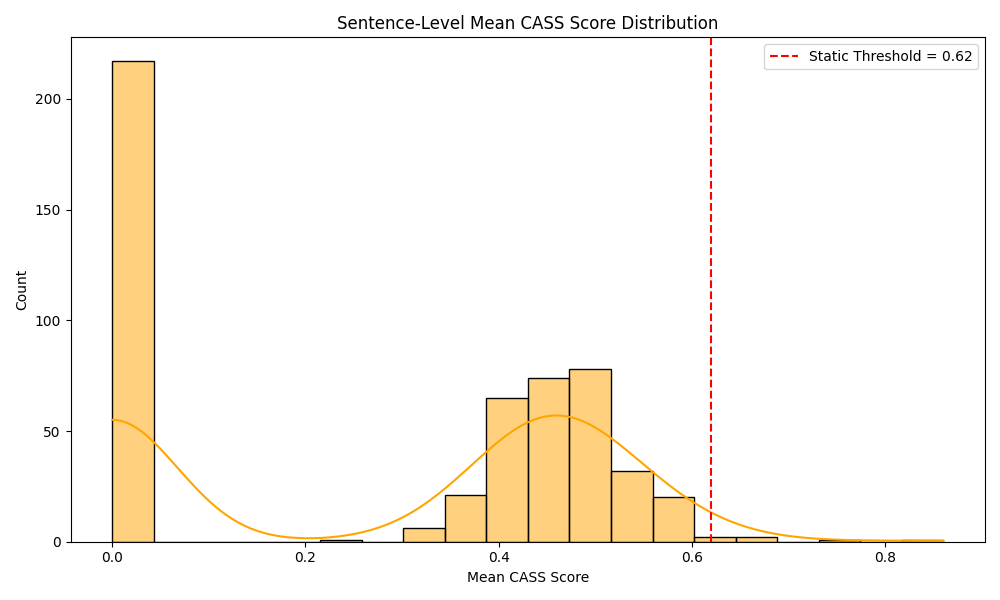 Sentence-Level Mean CASS Score Distribution
Static Threshold = 0.62
Count
200
150
100
50
0
0.0 0.2 0.4 0.6 0.8
Mean CASS Score